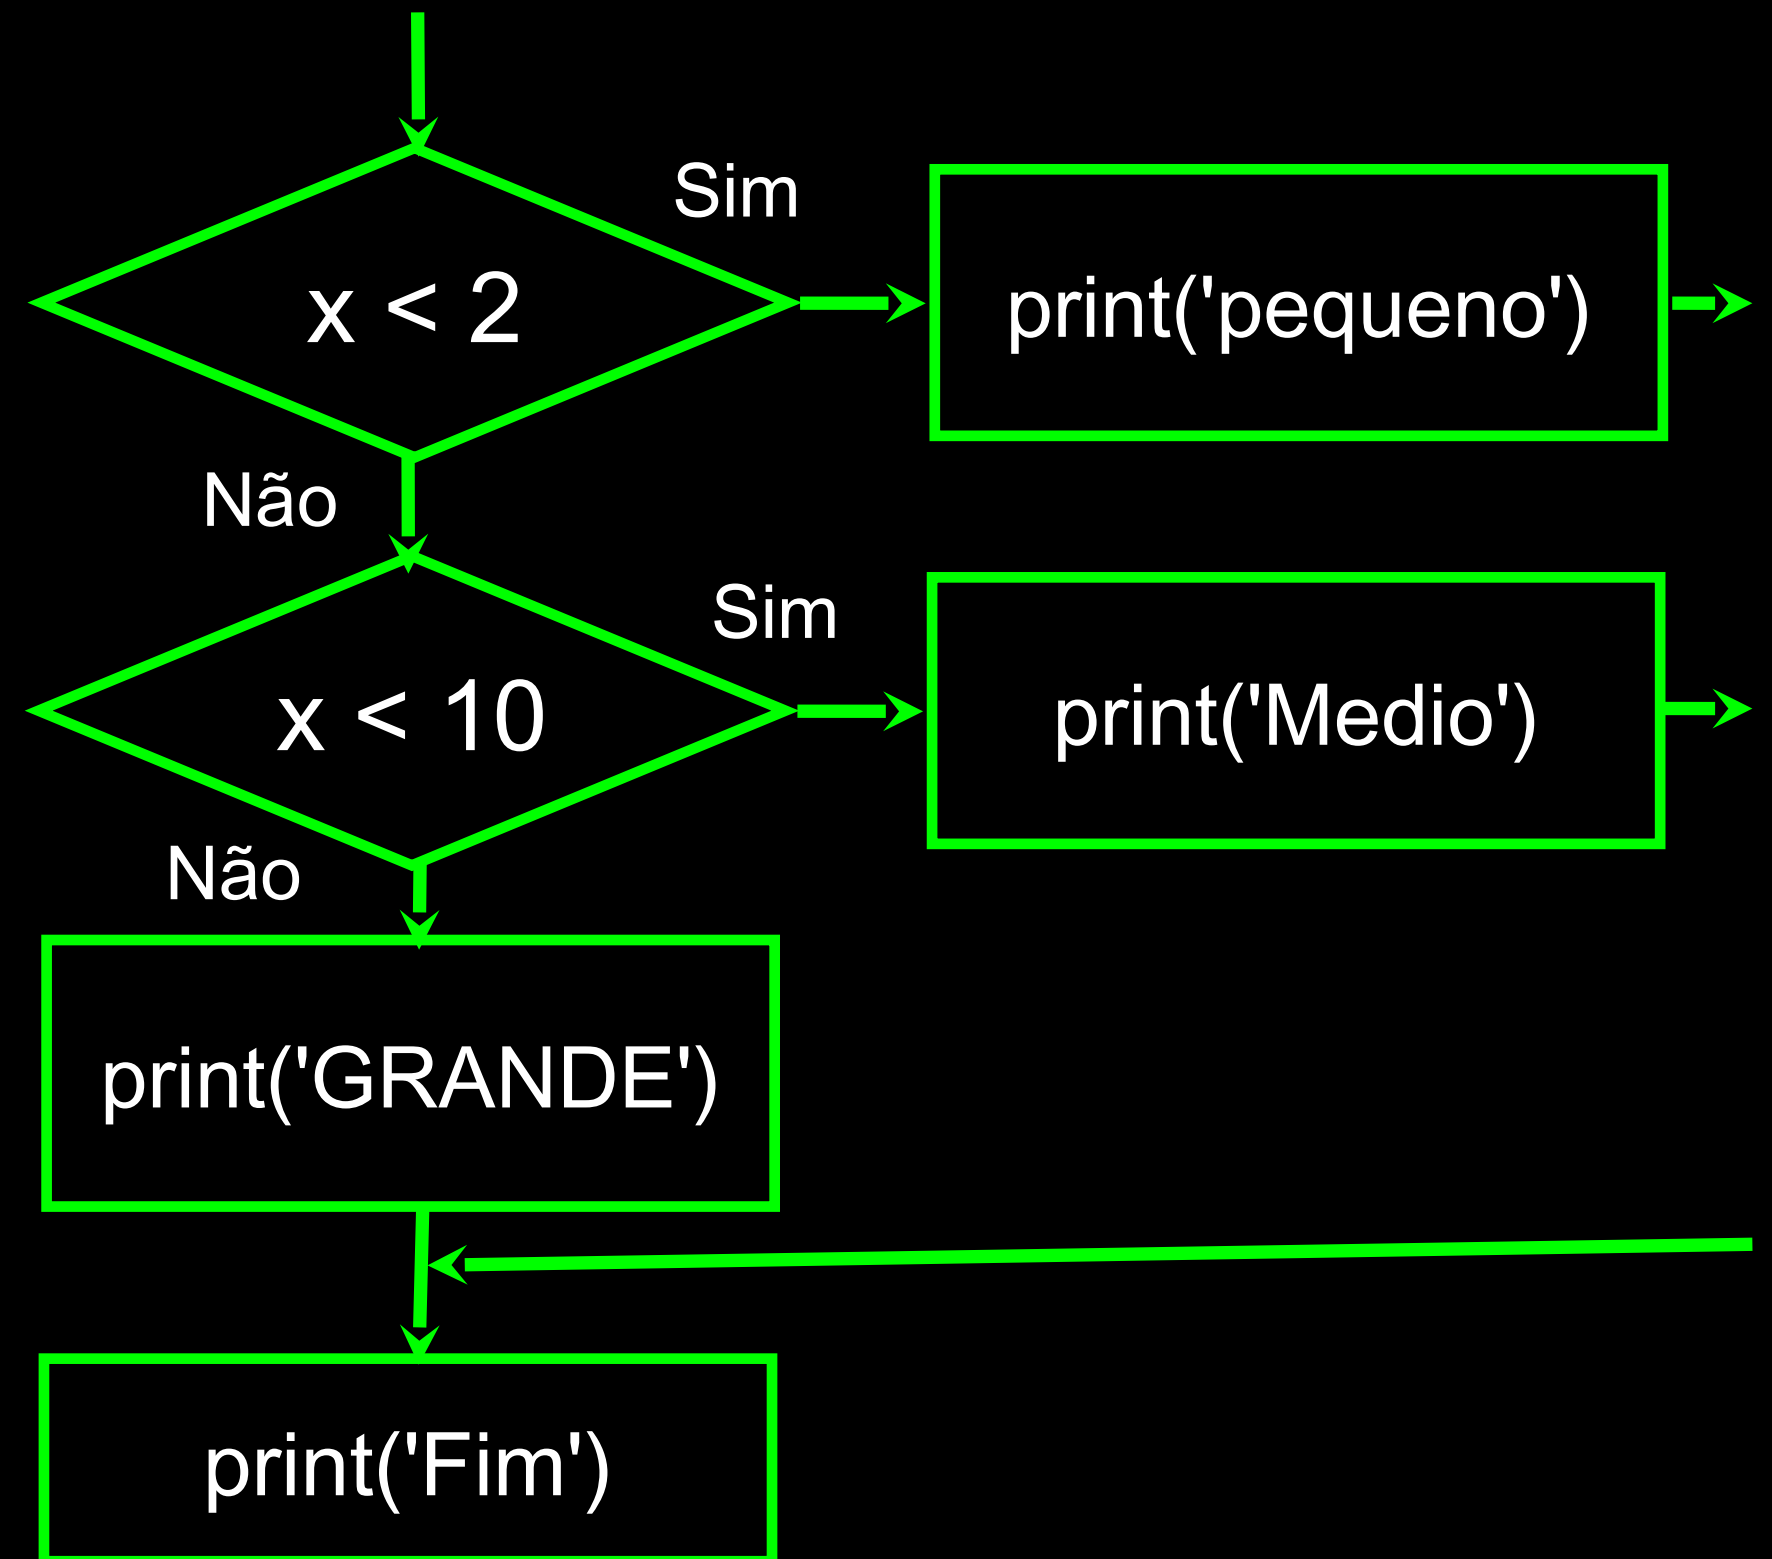 Sim
x < 2
print('pequeno')
Não
Sim
x < 10
print('Medio')
Não
print('GRANDE')
print('Fim')